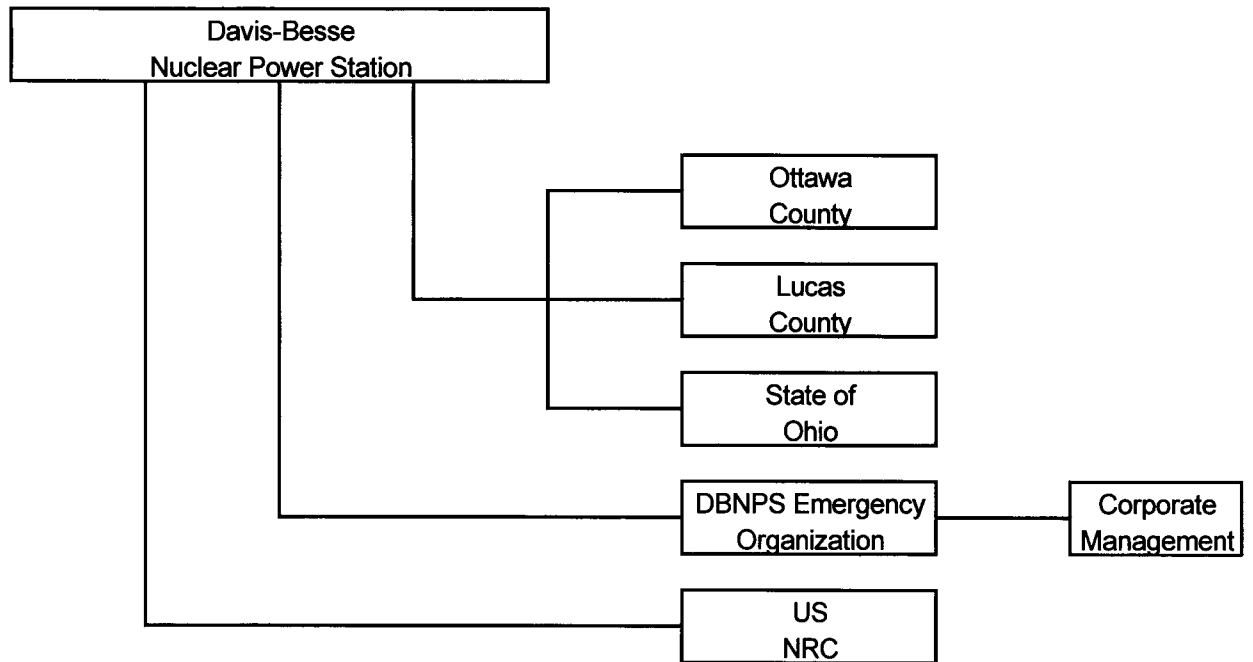 Davis-Besse
Nuclear Power Station
Ottawa
County
Lucas
County
State of
Ohio
DBNPS Emergency
Organization
Corporate
Management
US
NRC